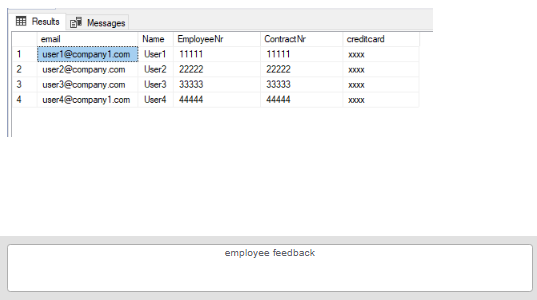 Results Messages
email Name EmployeeNr ContractNr creditcard
1 user1@company1.com User1 11111 11111 xxxx
2 user2@company.com User2 22222 22222 xxxx
3 user3@company.com User3 33333 33333 xxxx
4 user4@company1.com User4 44444 44444 xxxx
employee feedback